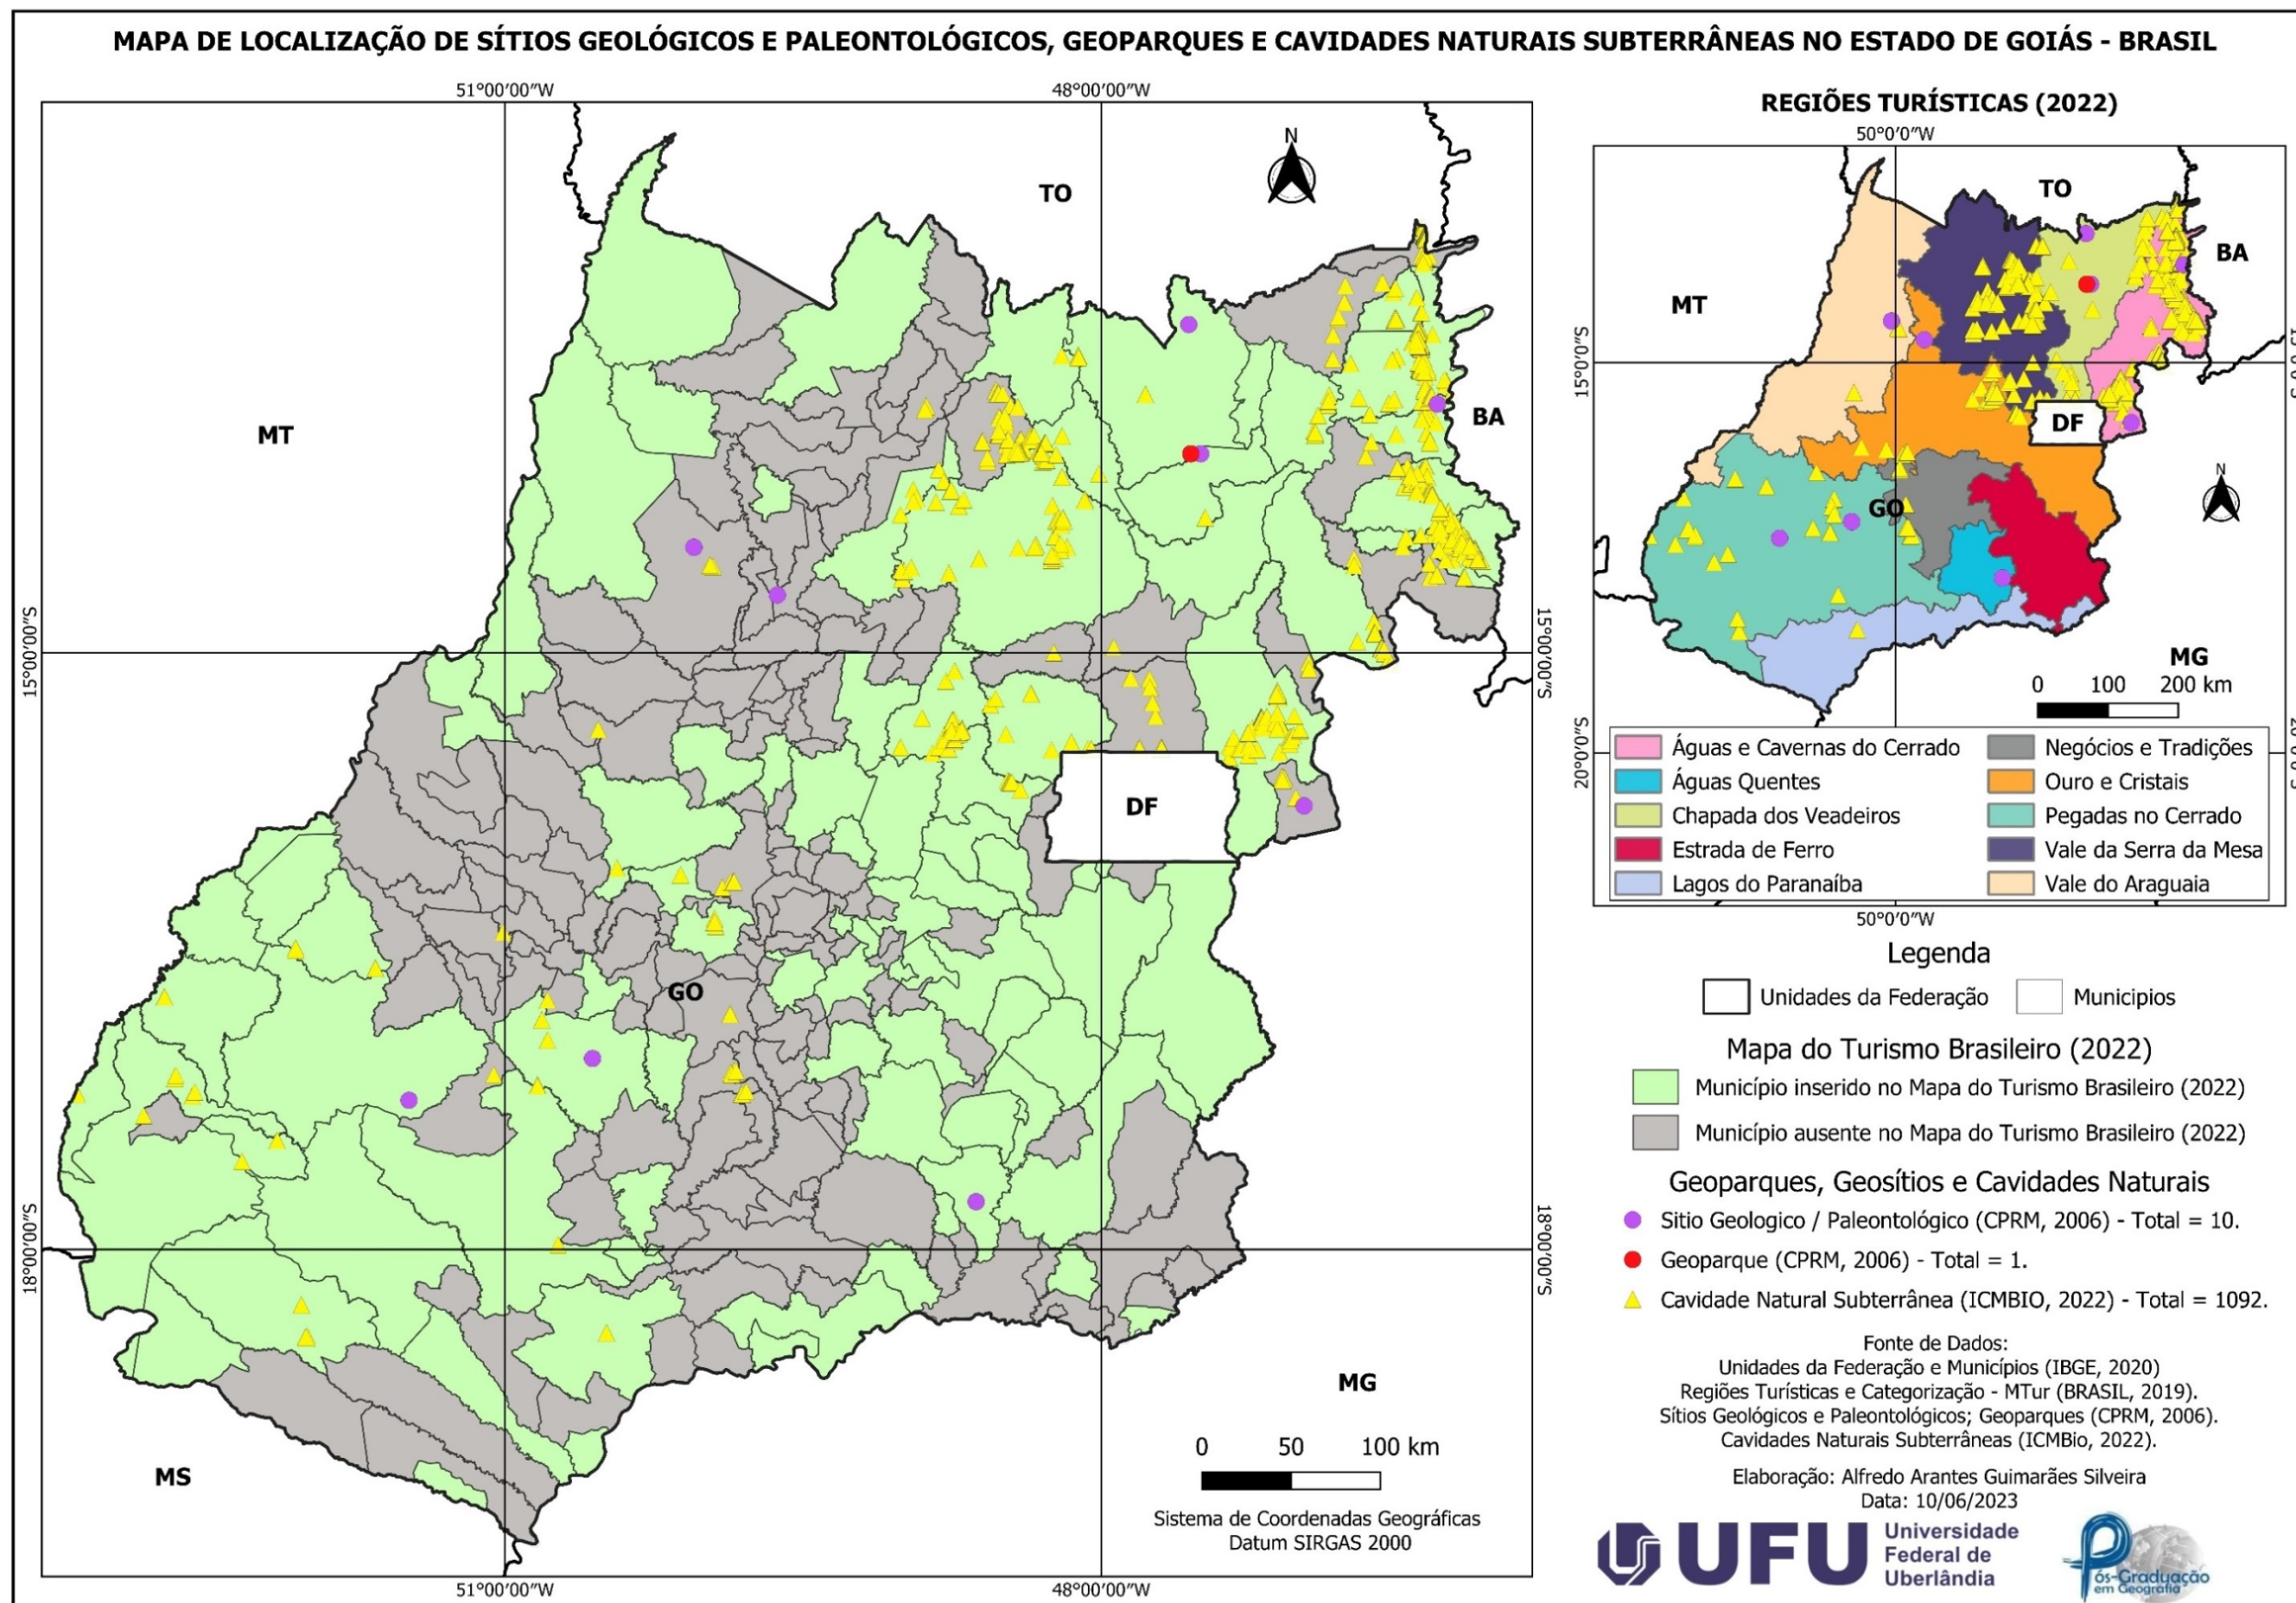 MAPA DE LOCALIZAÇÃO DE SÍTIOS GEOLÓGICOS E PALEONTOLÓGICOS, GEOPARQUES E CAVIDADES NATURAIS SUBTERRÂNEAS NO ESTADO DE GOIÁS - BRASIL
51°00'00"W
48°00'00"W
N
TO
MT
BA
15°00'00"S
15°00'00"S
DF
GO
18°00'00"S
18°00'00"S
MG
MS
0 50 100 km
Sistema de Coordenadas Geográficas
Datum SIRGAS 2000
51°00'00"W
48°00'00"W
REGIÕES TURÍSTICAS (2022)
50°0'0"W
TO
BA
MT
15°0'0"S
DF
N
GO
MG
0 100 200 km
20°0'0"S
Águas e Cavernas do Cerrado
Águas Quentes
Chapada dos Veadeiros
Estrada de Ferro
Lagos do Paranaíba
Negócios e Tradições
Ouro e Cristais
Pegadas no Cerrado
Vale da Serra da Mesa
Vale do Araguaia
50°0'0"W
Legenda
Unidades da Federação
Municipios
Mapa do Turismo Brasileiro (2022)
Município inserido no Mapa do Turismo Brasileiro (2022)
Município ausente no Mapa do Turismo Brasileiro (2022)
Geoparques, Geosítios e Cavidades Naturais
Sitio Geologico / Paleontológico (CPRM, 2006) - Total = 10.
Geoparque (CPRM, 2006) - Total = 1.
Cavidade Natural Subterrânea (ICMBIO, 2022) - Total = 1092.
Fonte de Dados:
Unidades da Federação e Municípios (IBGE, 2020)
Regiões Turísticas e Categorização - MTur (BRASIL, 2019).
Sítios Geológicos e Paleontológicos; Geoparques (CPRM, 2006).
Cavidades Naturais Subterrâneas (ICMBio, 2022).
Elaboração: Alfredo Arantes Guimarães Silveira
Data: 10/06/2023
UFU
Universidade
Federal de
Uberlândia
Pós-Graduação
em Geografia